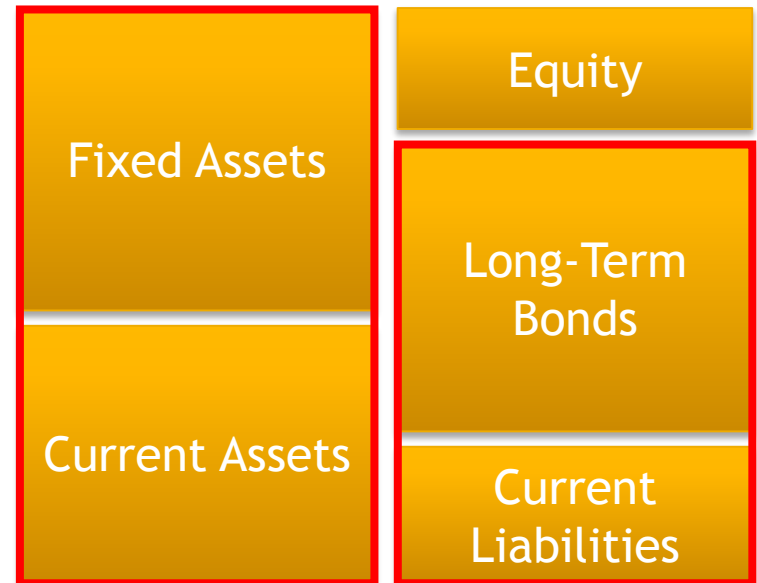 Fixed Assets
Current Assets
Equity
Long-Term
Bonds
Current
Liabilities